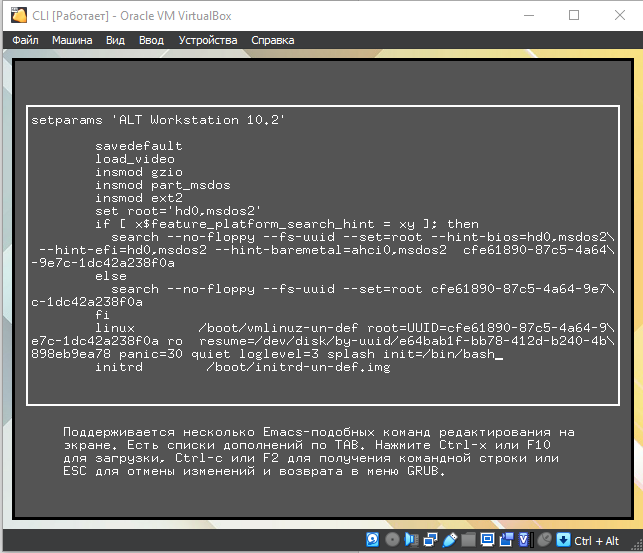 CLI [Работает] - Oracle VM VirtualBox
Файл Машина Вид Ввод Устройства Справка
setparams 'ALT Workstation 10.2'
savedefault
load_video
insmod gzio
insmod part_msdos
insmod ext2
set root='hd0,msdos2'
if [ x$feature_platform_search_hint = xy ]; then
search --no-floppy --fs-uuid --set=root --hint-bios=hd0,msdos2\
--hint-efi=hd0,msdos2 --hint-baremetal=ahci0,msdos2 cfe61890-87c5-4a64\
-9e7c-1dc42a238f0a
else
search --no-floppy --fs-uuid --set=root cfe61890-87c5-4a64-9e7\
c-1dc42a238f0a
fi
linux /boot/vmlinuz-un-def root=UUID=cfe61890-87c5-4a64-9\
e7c-1dc42a238f0a ro resume=/dev/disk/by-uuid/e64bab1f-bb78-412d-b240-4b\
898eb9ea78 panic=30 quiet loglevel=3 splash init=/bin/bash_
initrd /boot/initrd-un-def.img
Поддерживается несколько Emacs-подобных команд редактирования на
экране. Есть списки дополнений по TAB. Нажмите Ctrl-x или F10
для загрузки, Ctrl-c или F2 для получения командной строки или
ESC для отмены изменений и возврата в меню GRUB.
Ctrl + Alt